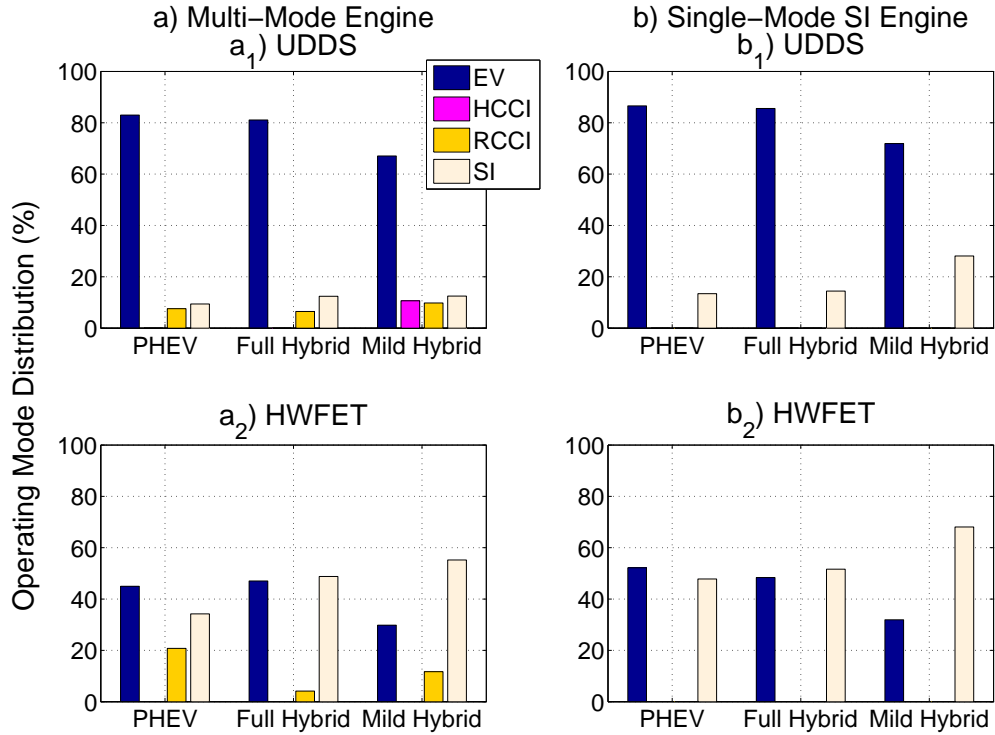 a) Multi−Mode Engine
a1) UDDS
b) Single−Mode SI Engine
b1) UDDS
Operating Mode Distribution (%)
100
80
60
40
20
0
EV
HCCI
RCCI
SI
PHEV Full Hybrid Mild Hybrid
100
80
60
40
20
0
PHEV Full Hybrid Mild Hybrid
a2) HWFET
100
80
60
40
20
0
PHEV Full Hybrid Mild Hybrid
b2) HWFET
100
80
60
40
20
0
PHEV Full Hybrid Mild Hybrid